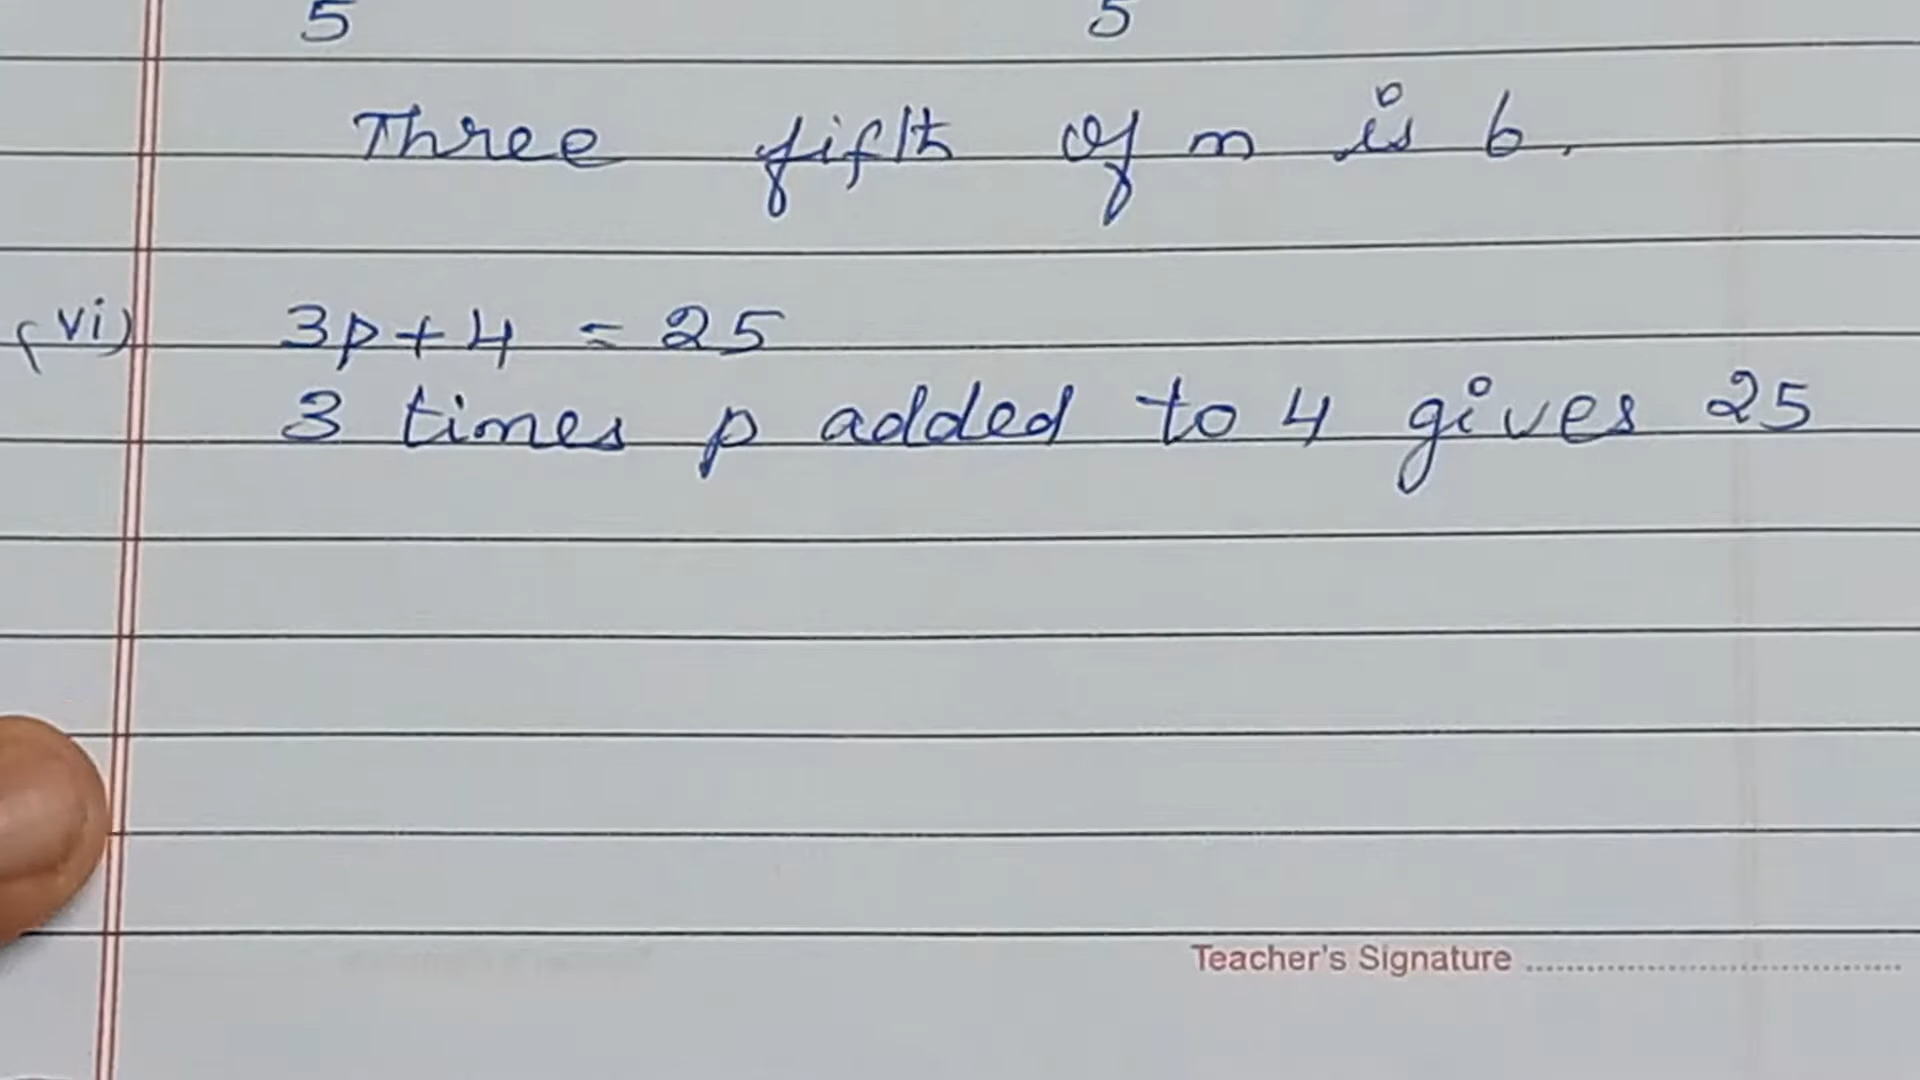 5 5
Three fifth of m is 6.
(vi) 3p+4 = 25
3 times p added to 4 gives 25
Teacher's Signature